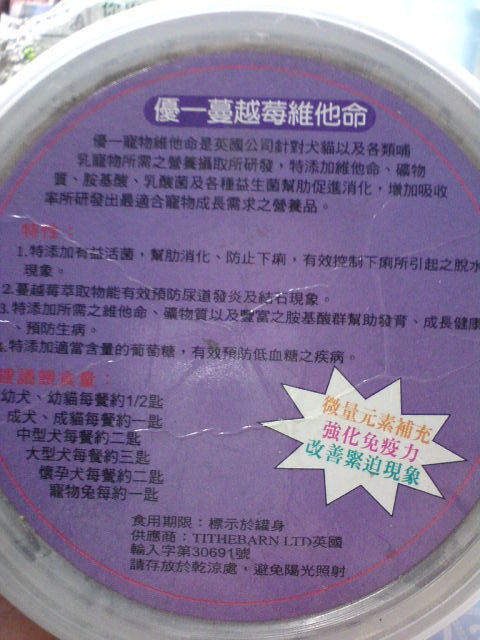 優一蔓越莓維他命
優一寵物維他命是英國公司針對犬貓以及各類哺
乳寵物所需之營養攝取所研發，特添加維他命、礦物
質、胺基酸、乳酸菌及各種益生菌幫助促進消化，增加吸收
率所研發出最適合寵物成長需求之營養品。
特性：
1.特添加有益活菌，幫助消化、防止下痢，有效控制下痢所引起之脫水
現象。
2.蔓越莓萃取物能有效預防尿道發炎及結石現象。
3.特添加所需之維他命、礦物質以及豐富之胺基酸群幫助發育、成長健康
、預防生病。
4.特添加適當含量的葡萄糖，有效預防低血糖之疾病。
建議餵食量：
幼犬、幼貓每餐約1/2匙
成犬、成貓每餐約一匙
中型犬每餐約二匙
大型犬每餐約三匙
懷孕犬每餐約二匙
寵物兔每約一匙
微量元素補充
強化免疫力
改善緊迫現象
食用期限：標示於罐身
供應商：TITHEBARN LTD英國
輸入字第30691號
請存放於乾涼處，避免陽光照射